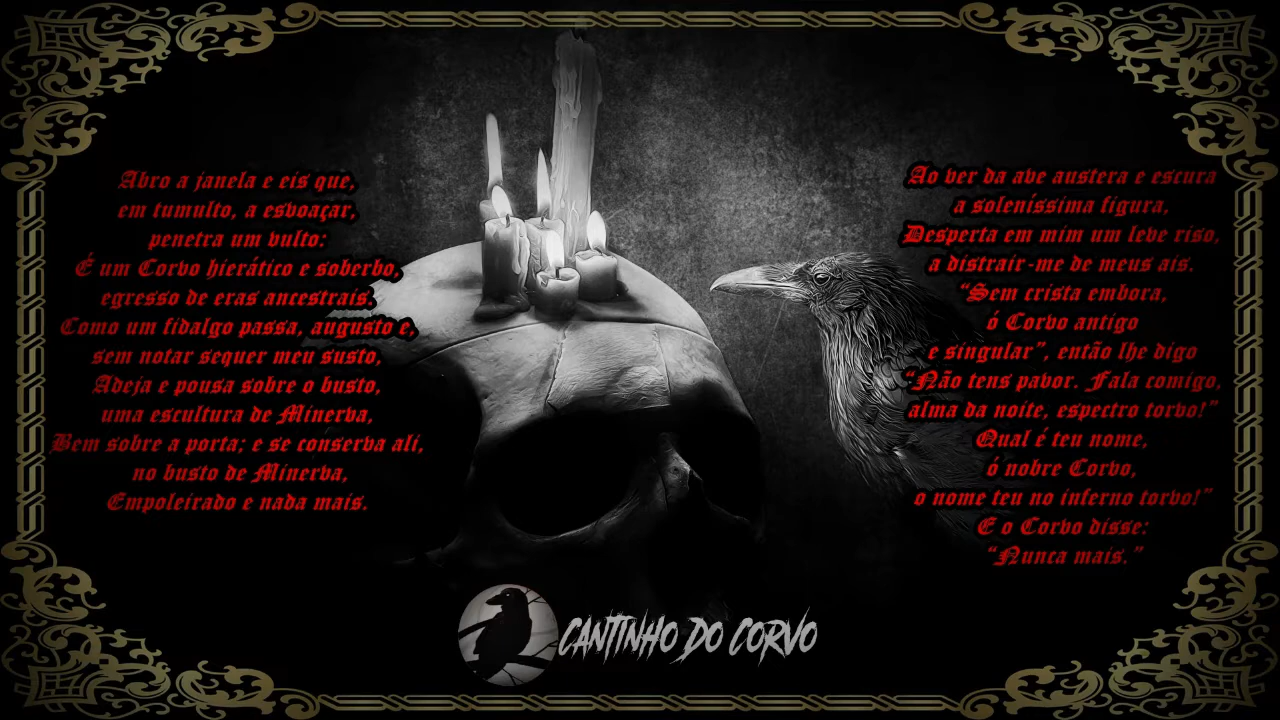 Abro a janela e eis que,
em tumulto, a esvoaçar,
penetra um vulto:
É um Corvo hierático e soberbo,
egresso de eras ancestrais.
Como um fidalgo passa, augusto e,
sem notar sequer meu susto,
Adeja e pousa sobre o busto,
uma escultura de Minerva,
Bem sobre a porta; e se conserva ali,
no busto de Minerva,
Empoleirado e nada mais.
Ao ver da ave austera e escura
a soleníssima figura,
Desperta em mim um leve riso,
a distrair-me de meus ais.
“Sem crista embora,
ó Corvo antigo
e singular”, então lhe digo
“Não tens pavor. Fala comigo,
alma da noite, espectro torvo!”
Qual é teu nome,
ó nobre Corvo,
o nome teu no inferno torvo!”
E o Corvo disse:
“Nunca mais.”
CANTINHO DO CORVO